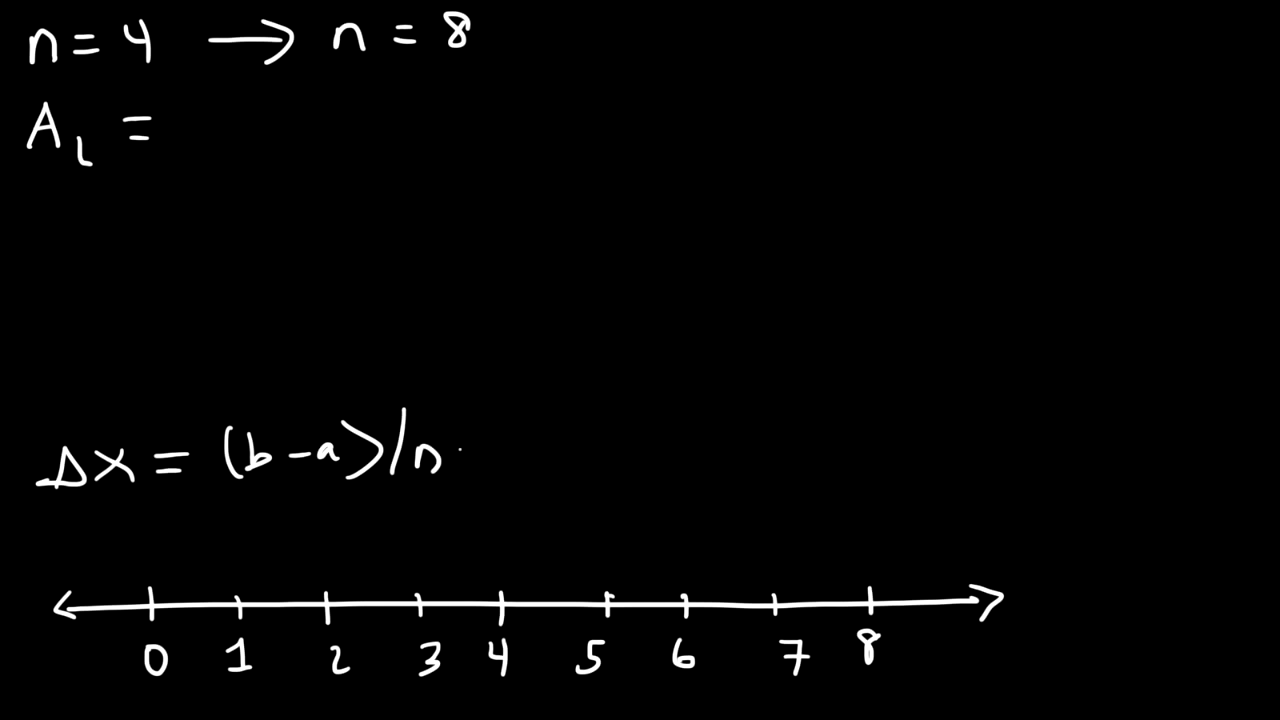 n = 4 → n = 8
A_L =
Δx = (b-a)/n
0 1 2 3 4 5 6 7 8